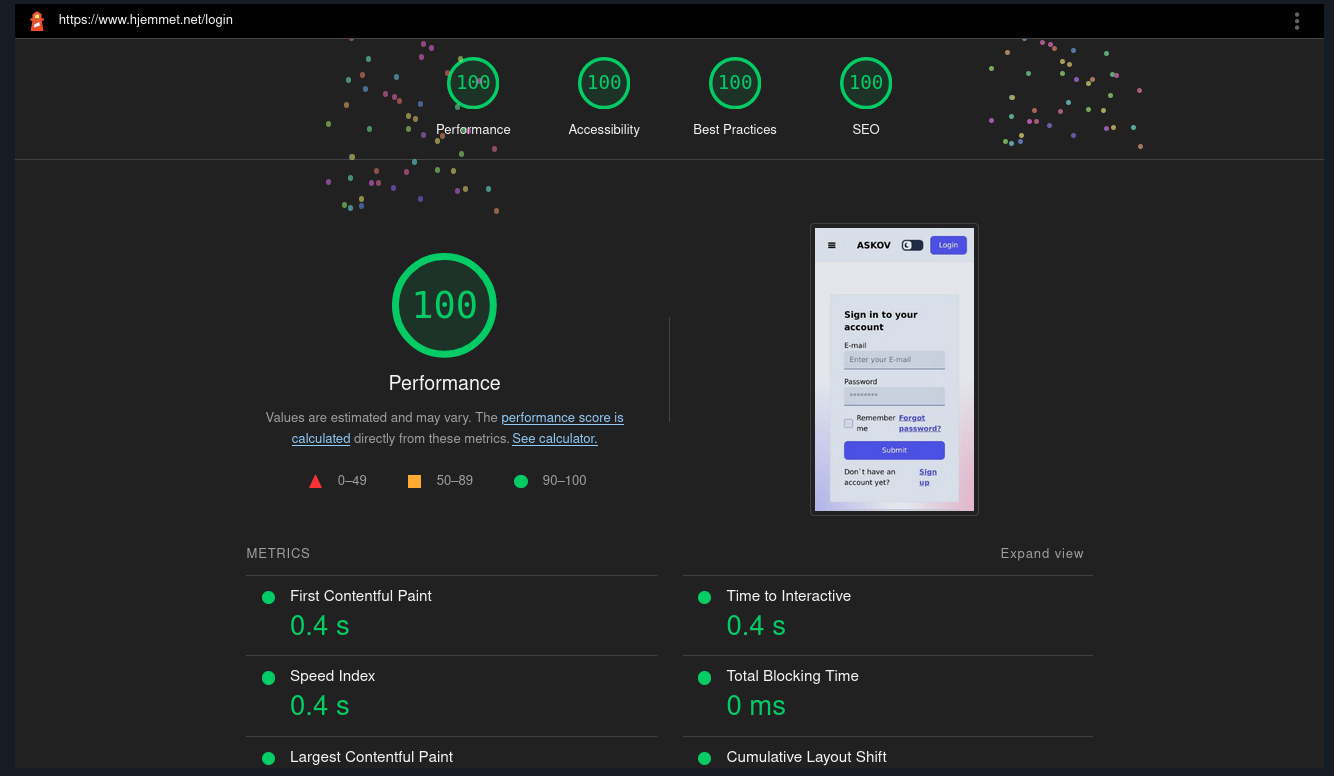 https://www.hjemmet.net/login
100 100 100 100
Performance Accessibility Best Practices SEO
100
Performance
Values are estimated and may vary. The performance score is
calculated directly from these metrics. See calculator.
0–49 50–89 90–100
ASKOV Login
Sign in to your
account
E-mail
Enter your E-mail
Password
********
Remember Forgot
me password?
Submit
Don`t have an Sign
account yet? up
METRICS Expand view
First Contentful Paint Time to Interactive
0.4 s 0.4 s
Speed Index Total Blocking Time
0.4 s 0 ms
Largest Contentful Paint Cumulative Layout Shift